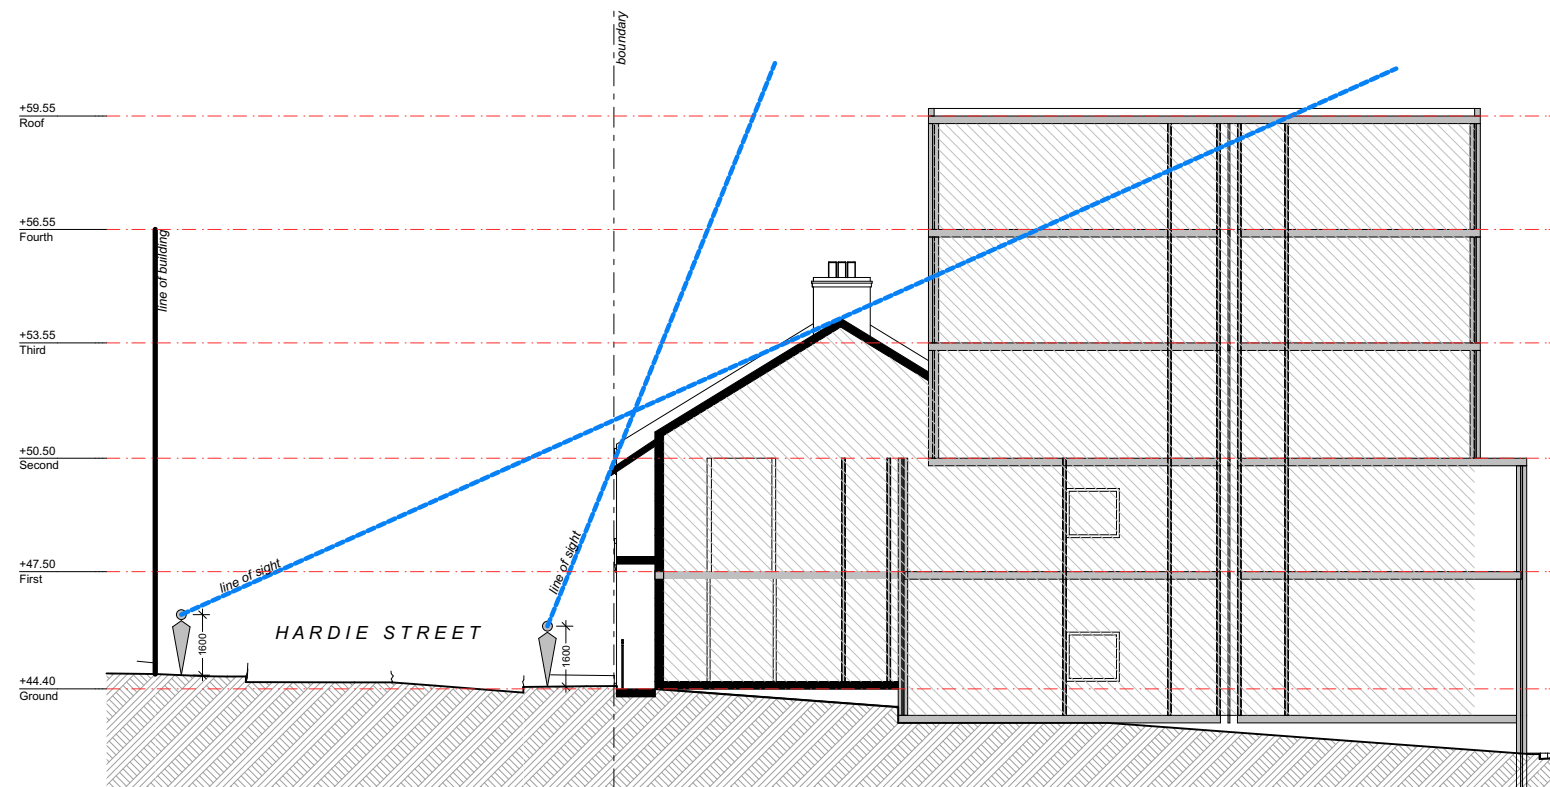 boundary
+59.55
Roof
+56.55
Fourth
line of building
+53.55
Third
+50.50
Second
+47.50
First
line of sight
line of sight
HARDIE STREET
1600
1600
+44.40
Ground